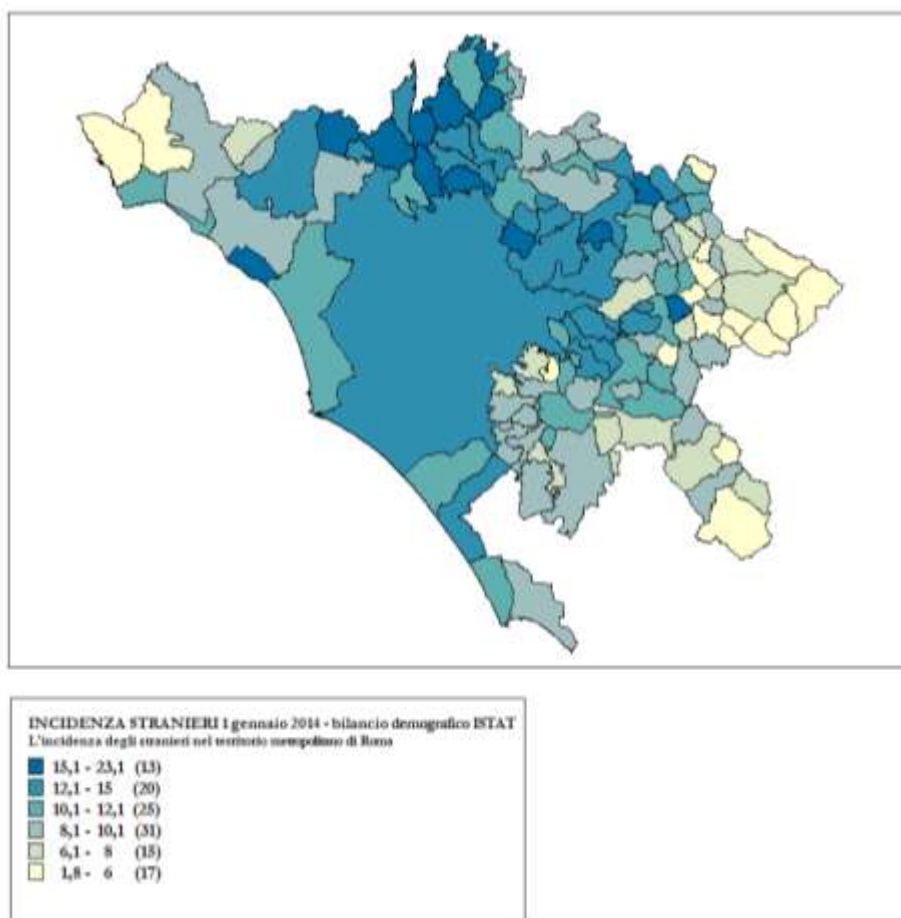 INCIDENZA STRANIERI 1 gennaio 2014 - bilancio demografico ISTAT
L'incidenza degli stranieri nel territorio metropolitano di Roma
15,1 - 23,1 (13)
12,1 - 15 (20)
10,1 - 12,1 (25)
8,1 - 10,1 (31)
6,1 - 8 (15)
1,8 - 6 (17)